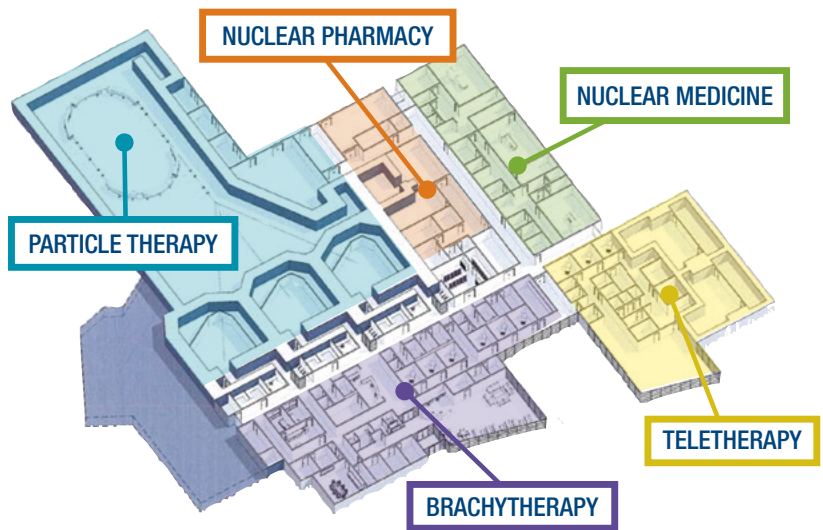 NUCLEAR PHARMACY
NUCLEAR MEDICINE
PARTICLE THERAPY
TELETHERAPY
BRACHYTHERAPY